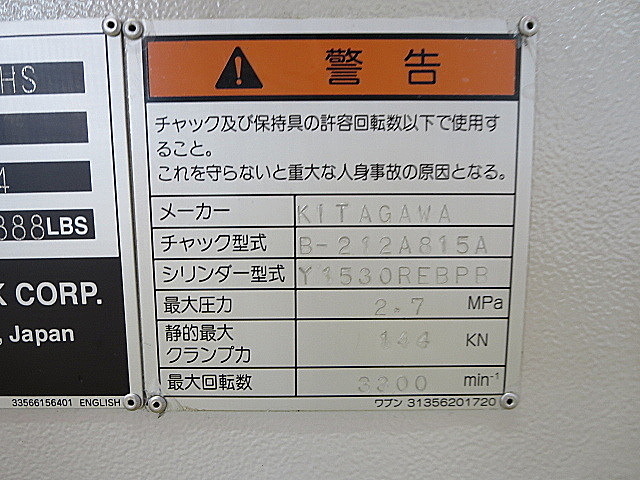 HS
4
888LBS
K CORP.
, Japan
33566156401 ENGLISH
警告
チャック及び保持具の許容回転数以下で使用す
ること。
これを守らないと重大な人身事故の原因となる。
メーカー KITAGAWA
チャック型式 B-212A815A
シリンダー型式 Y1530REBPB
最大圧力 2.7 MPa
静的最大
クランプ力 144 KN
最大回転数 3300 min-1
ワブン 31356201720